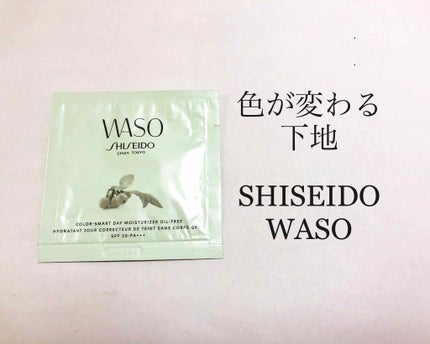 WASO
SHISEIDO
GINZA TOKYO
COLOR-SMART DAY MOISTURIZER OIL-FREE
HYDRATANT JOUR CORRECTEUR DE TEINT SANS CORPS GRAS
SPF 30·PA+++
色が変わる
下地
SHISEIDO
WASO